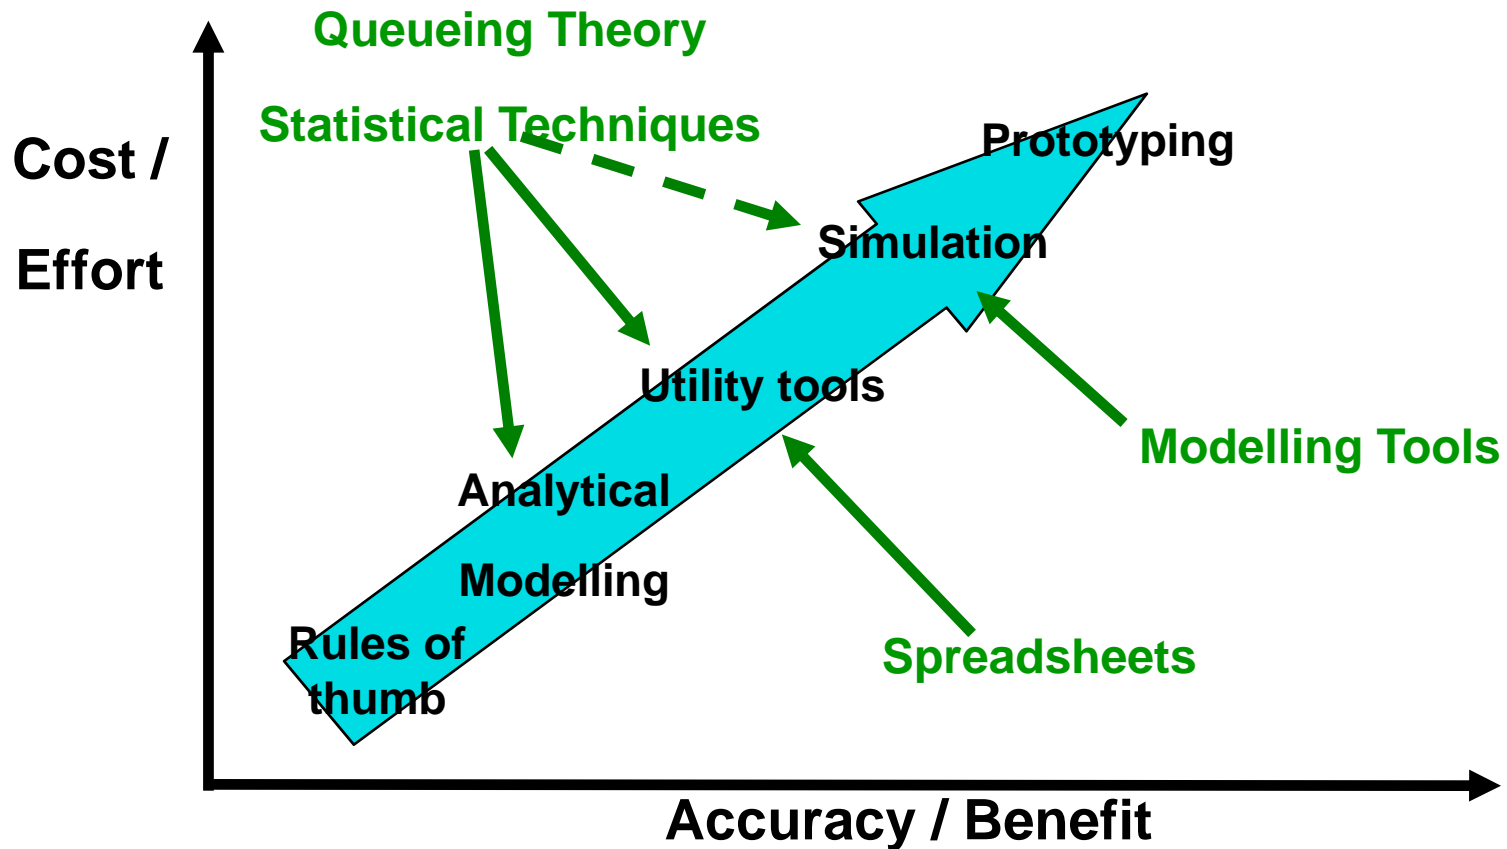 Queueing Theory
Statistical Techniques
Cost /
Effort
Prototyping
Simulation
Utility tools
Modelling Tools
Analytical
Modelling
Rules of
thumb
Spreadsheets
Accuracy / Benefit